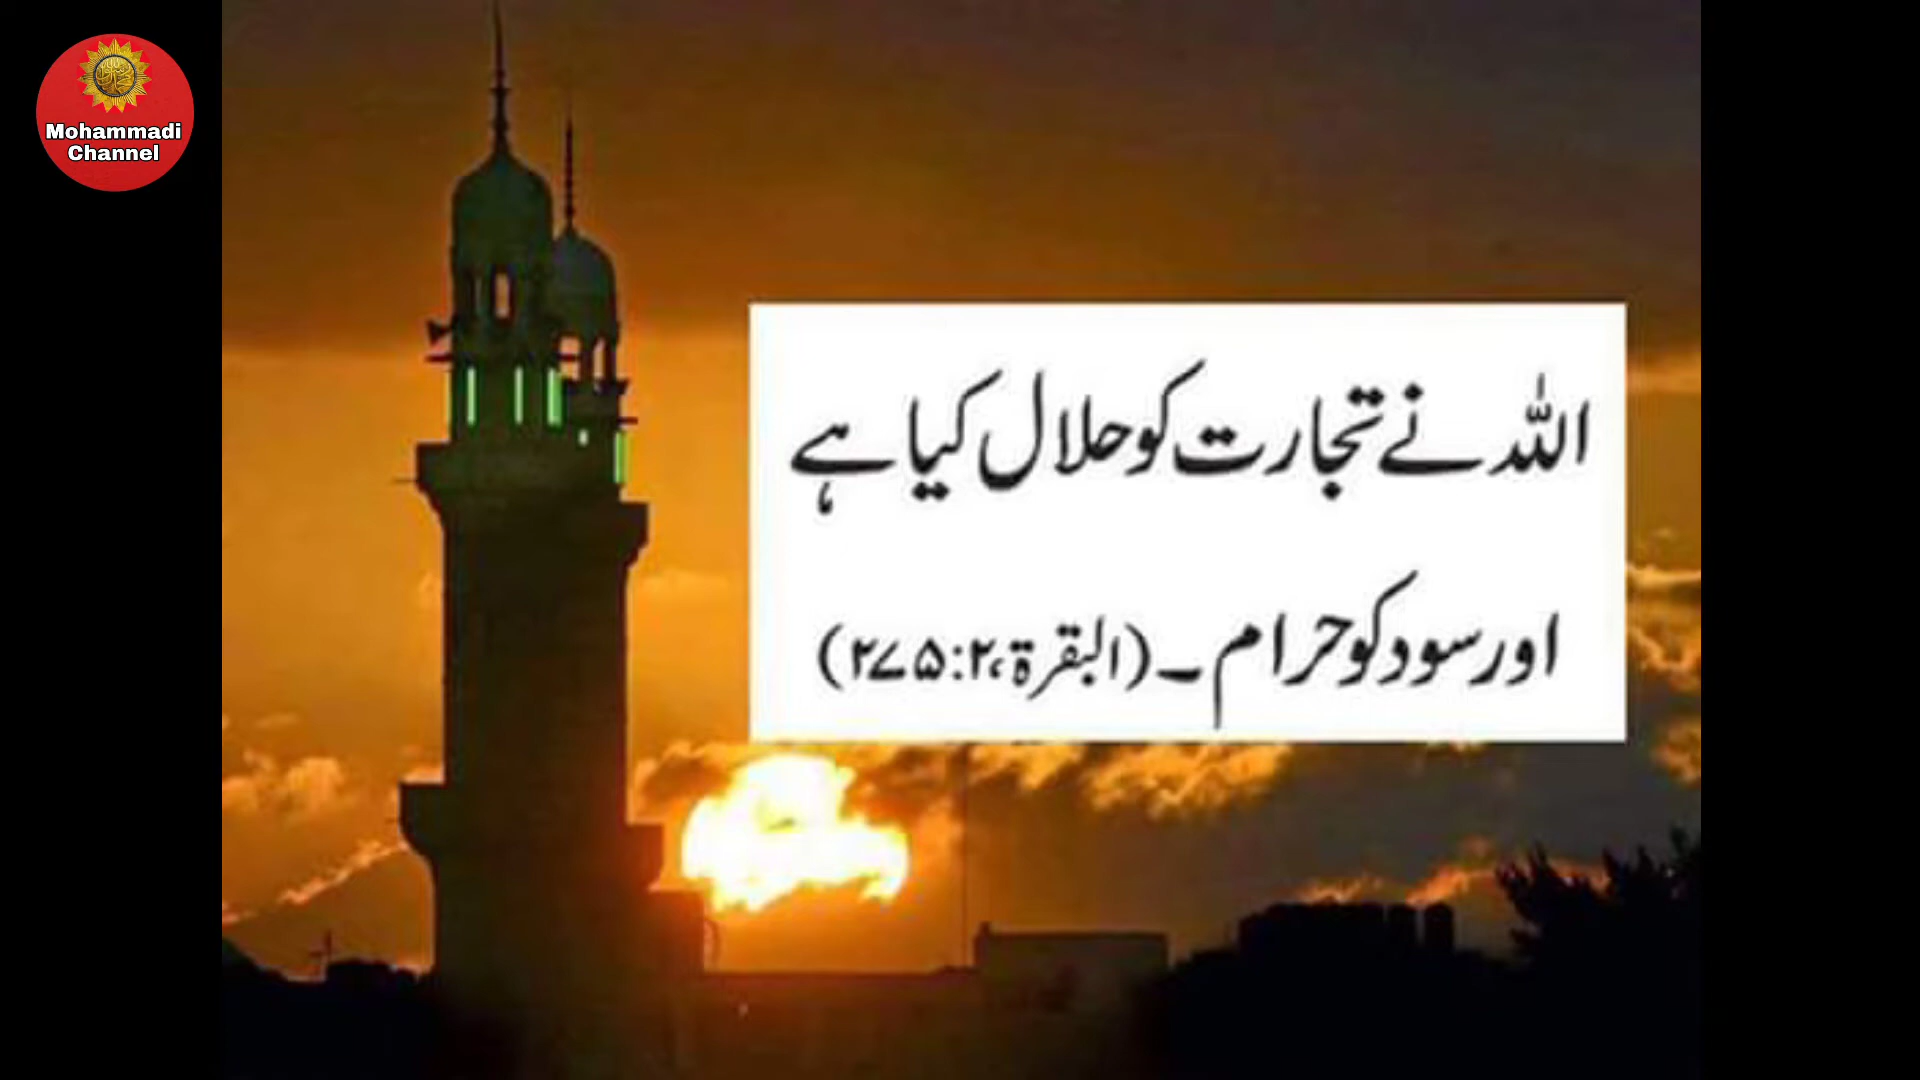 Mohammadi
Channel
اللہ نے تجارت کو حلال کیا ہے
اور سود کو حرام ۔ (البقرۃ،۲:۲۷۵)